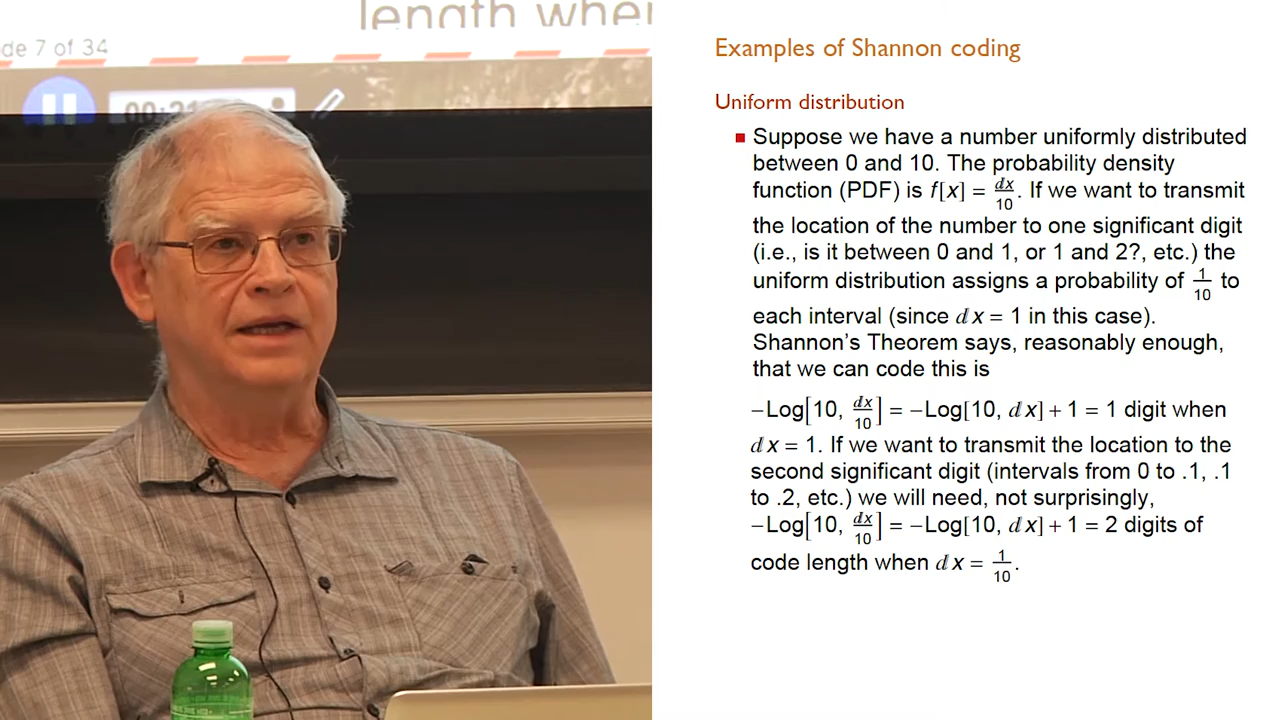 length when
de 7 of 34
Examples of Shannon coding
Uniform distribution
Suppose we have a number uniformly distributed
between 0 and 10. The probability density
function (PDF) is f[x] = ⅆx/10. If we want to transmit
the location of the number to one significant digit
(i.e., is it between 0 and 1, or 1 and 2?, etc.) the
uniform distribution assigns a probability of 1/10 to
each interval (since ⅆx = 1 in this case).
Shannon's Theorem says, reasonably enough,
that we can code this is
−Log[10, ⅆx/10] = −Log[10, ⅆx] + 1 = 1 digit when
ⅆx = 1. If we want to transmit the location to the
second significant digit (intervals from 0 to .1, .1
to .2, etc.) we will need, not surprisingly,
−Log[10, ⅆx/10] = −Log[10, ⅆx] + 1 = 2 digits of
code length when ⅆx = 1/10.